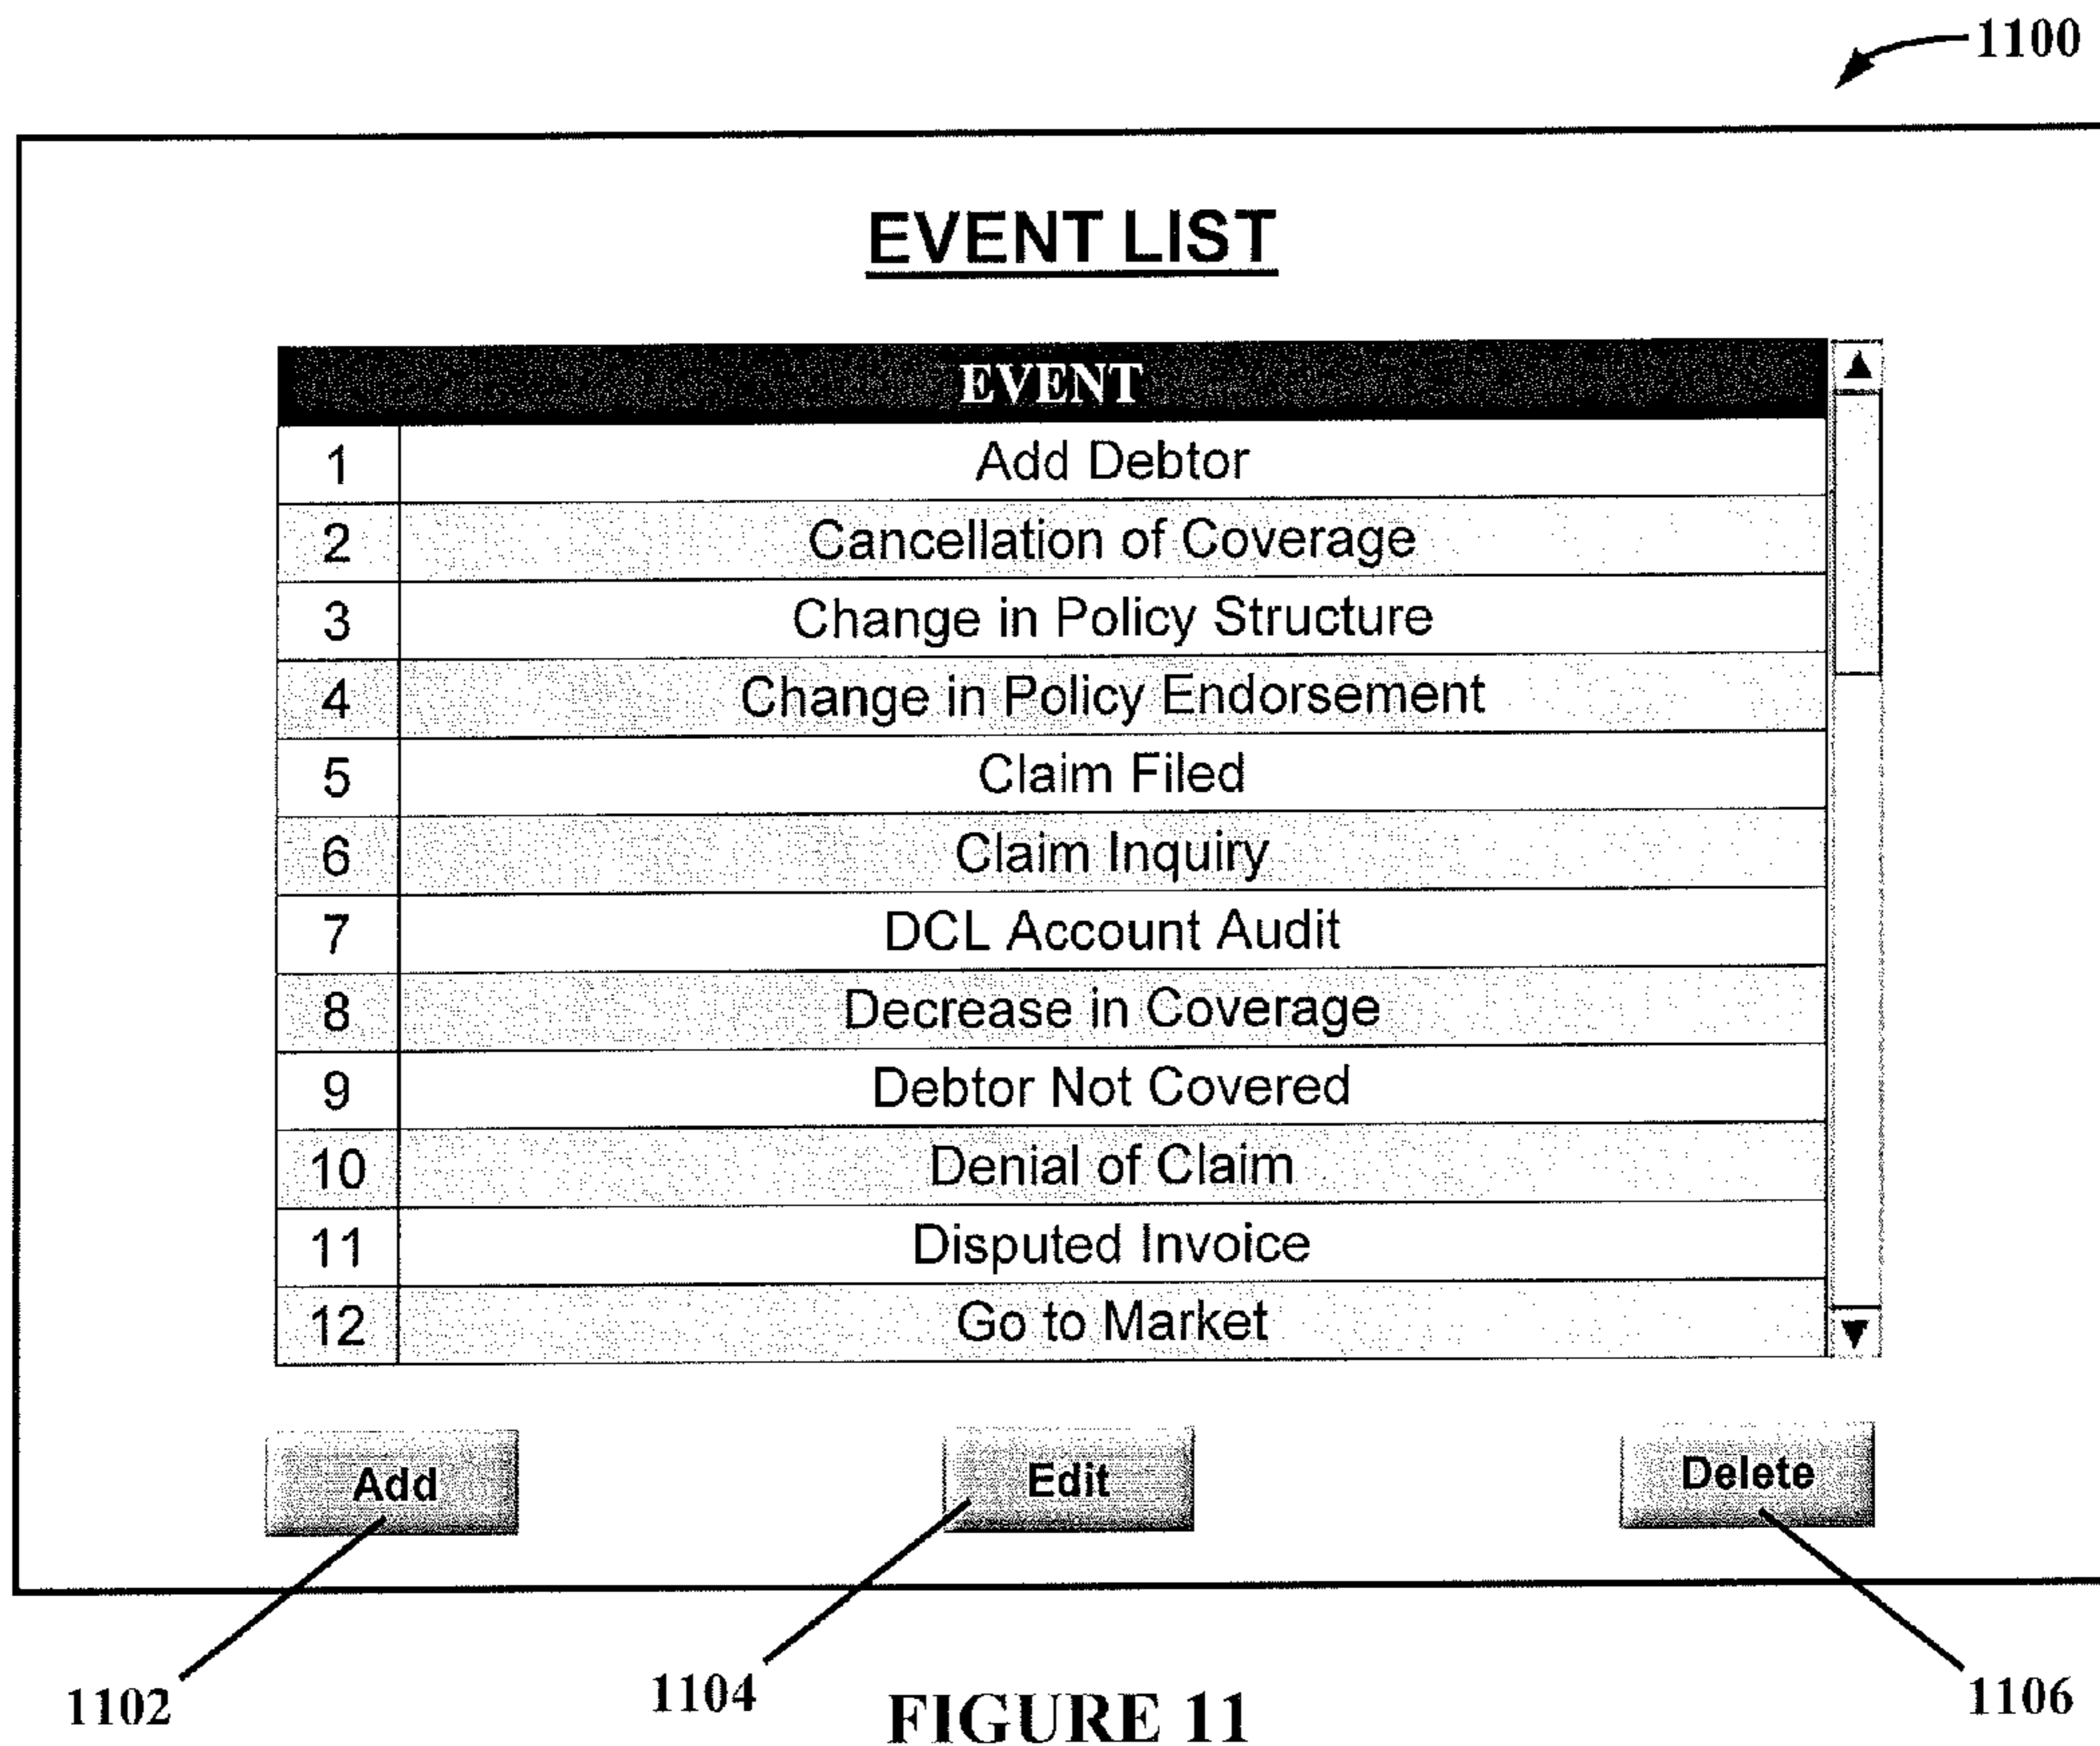 1100
EVENT LIST
EVENT
1 Add Debtor
2 Cancellation of Coverage
3 Change in Policy Structure
4 Change in Policy Endorsement
5 Claim Filed
6 Claim Inquiry
7 DCL Account Audit
8 Decrease in Coverage
9 Debtor Not Covered
10 Denial of Claim
11 Disputed Invoice
12 Go to Market
Add Edit Delete
1102 1104 1106
FIGURE 11